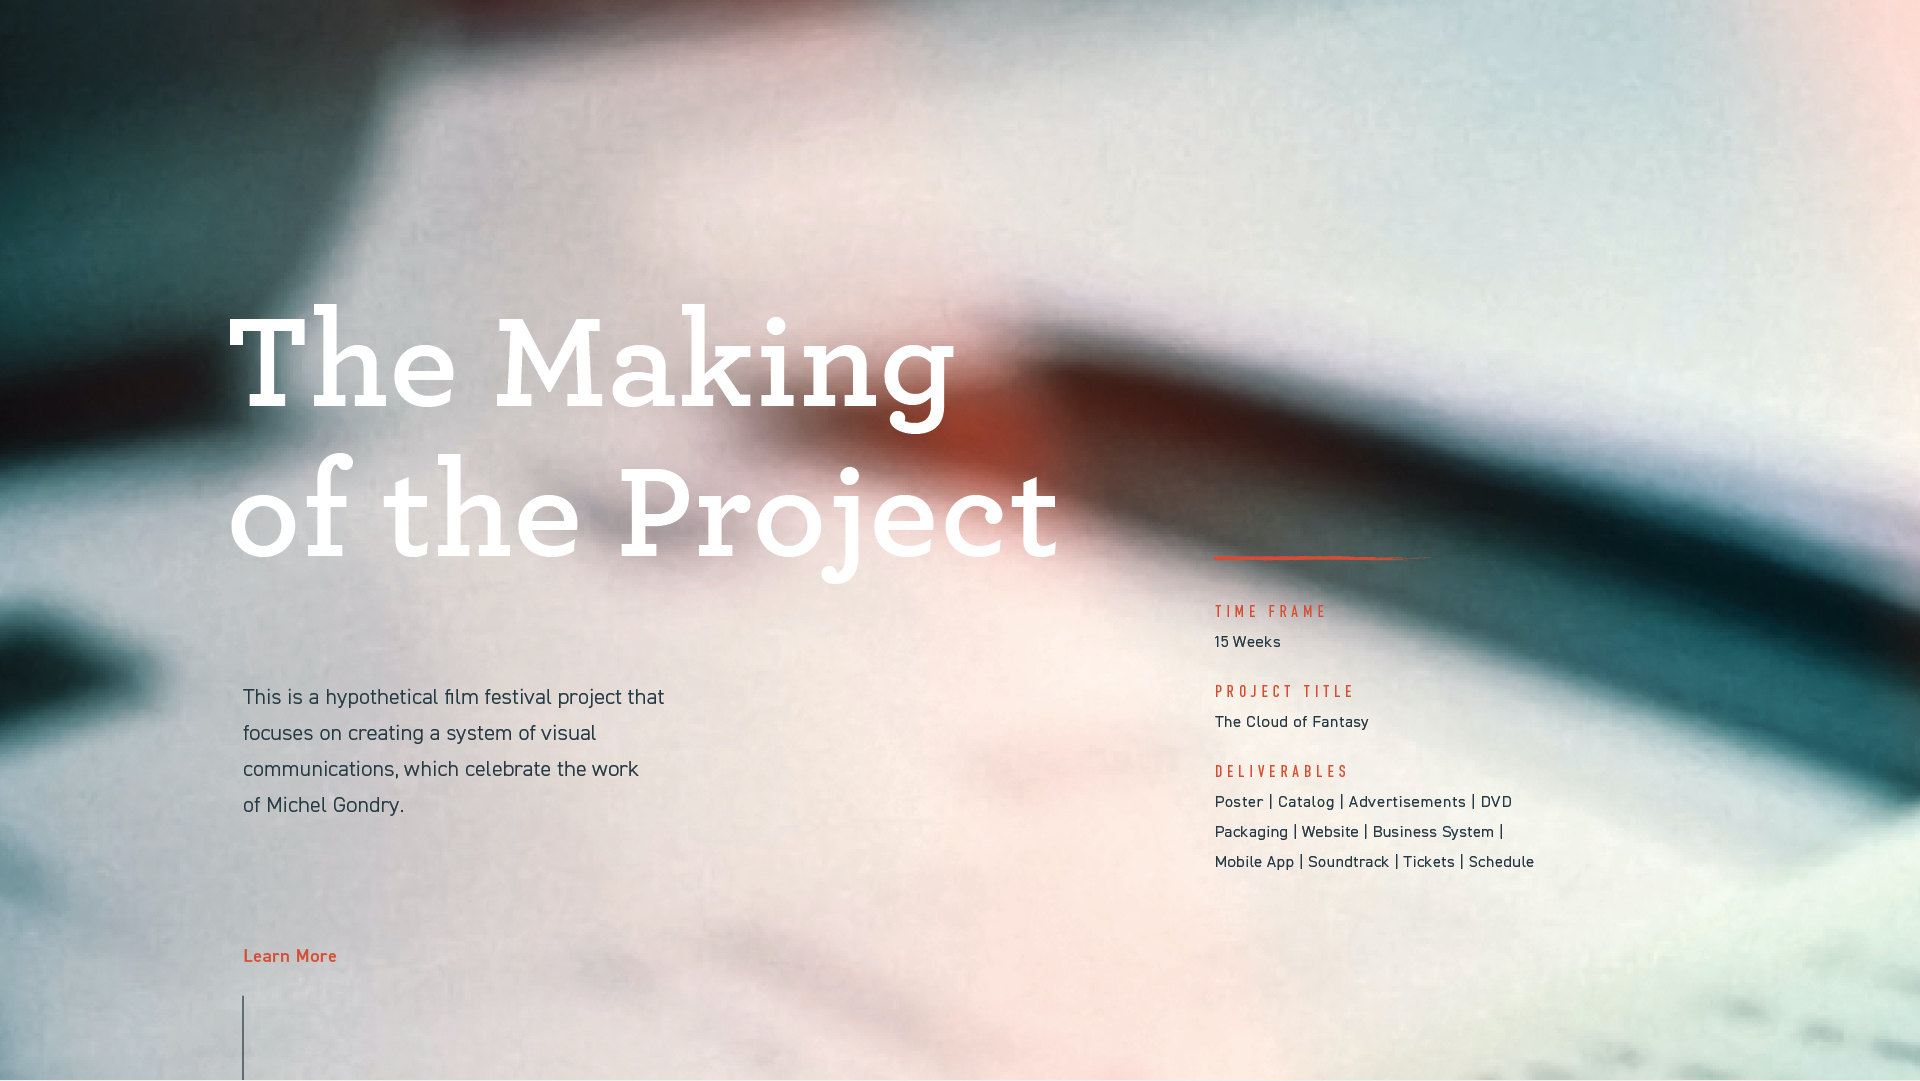 The Making
of the Project
This is a hypothetical film festival project that
focuses on creating a system of visual
communications, which celebrate the work
of Michel Gondry.
Learn More
TIME FRAME
15 Weeks
PROJECT TITLE
The Cloud of Fantasy
DELIVERABLES
Poster | Catalog | Advertisements | DVD
Packaging | Website | Business System |
Mobile App | Soundtrack | Tickets | Schedule